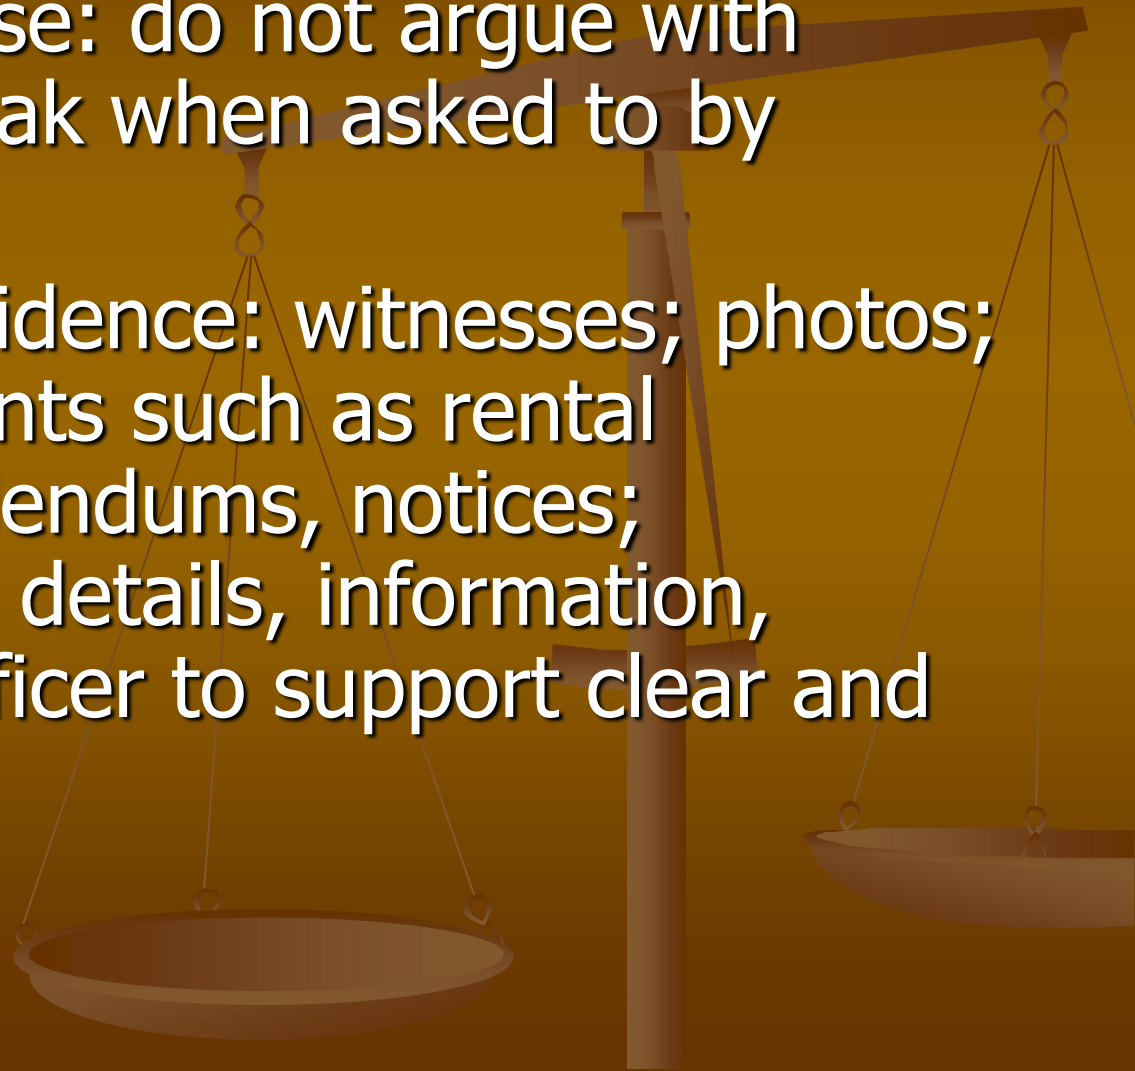 se: do not argue with
ak when asked to by
idence: witnesses; photos;
nts such as rental
endums, notices;
details, information,
ficer to support clear and